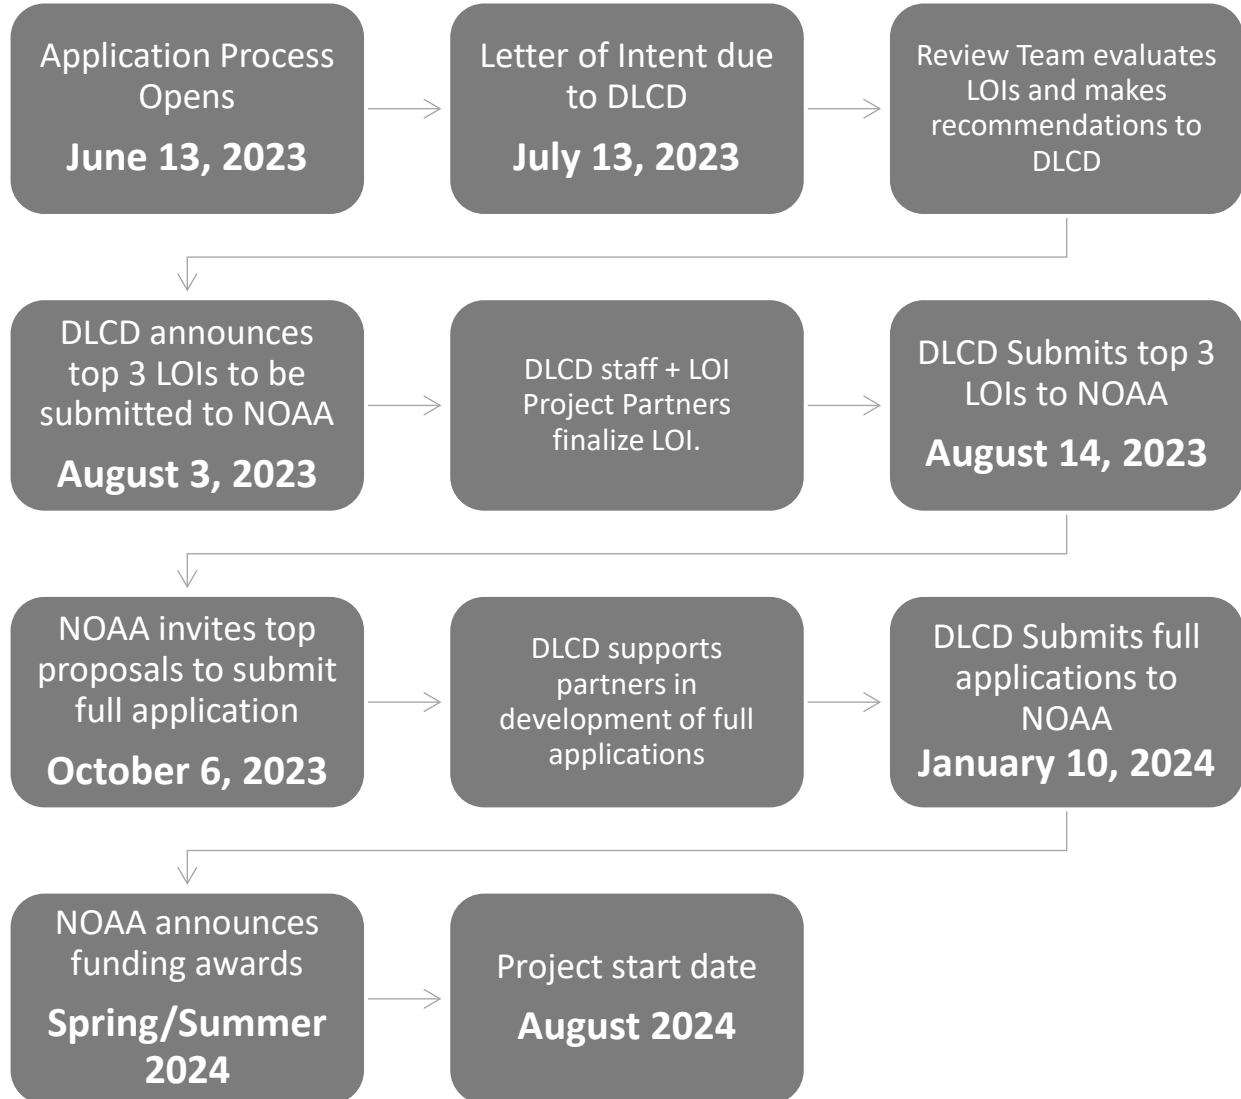 Application Process
Opens
June 13, 2023
Letter of Intent due
to DLCD
July 13, 2023
Review Team evaluates
LOIs and makes
recommendations to
DLCD
DLCD announces
top 3 LOIs to be
submitted to NOAA
August 3, 2023
DLCD staff + LOI
Project Partners
finalize LOI.
DLCD Submits top 3
LOIs to NOAA
August 14, 2023
NOAA invites top
proposals to submit
full application
October 6, 2023
DLCD supports
partners in
development of full
applications
DLCD Submits full
applications to
NOAA
January 10, 2024
NOAA announces
funding awards
Spring/Summer
2024
Project start date
August 2024